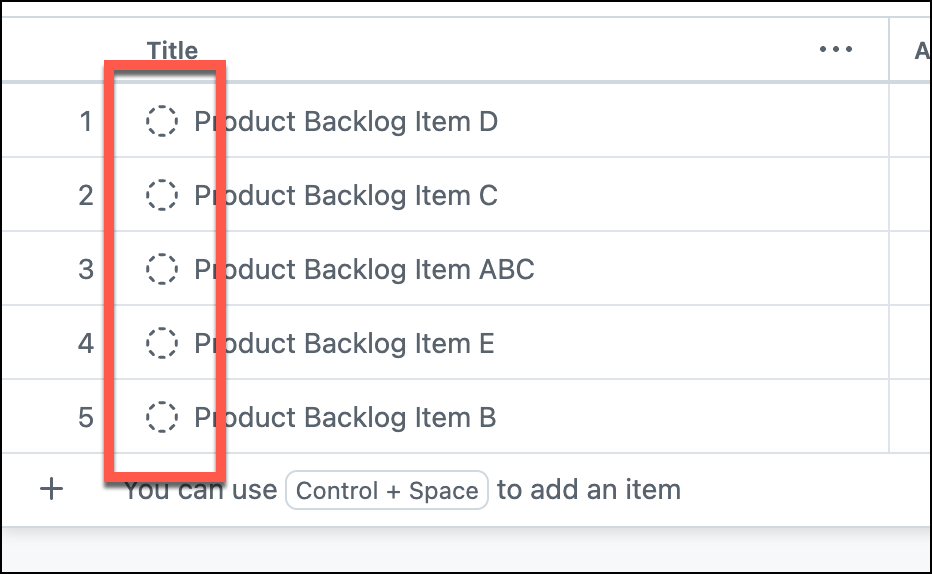 Title ••• A
1 Product Backlog Item D
2 Product Backlog Item C
3 Product Backlog Item ABC
4 Product Backlog Item E
5 Product Backlog Item B
+ You can use Control + Space to add an item